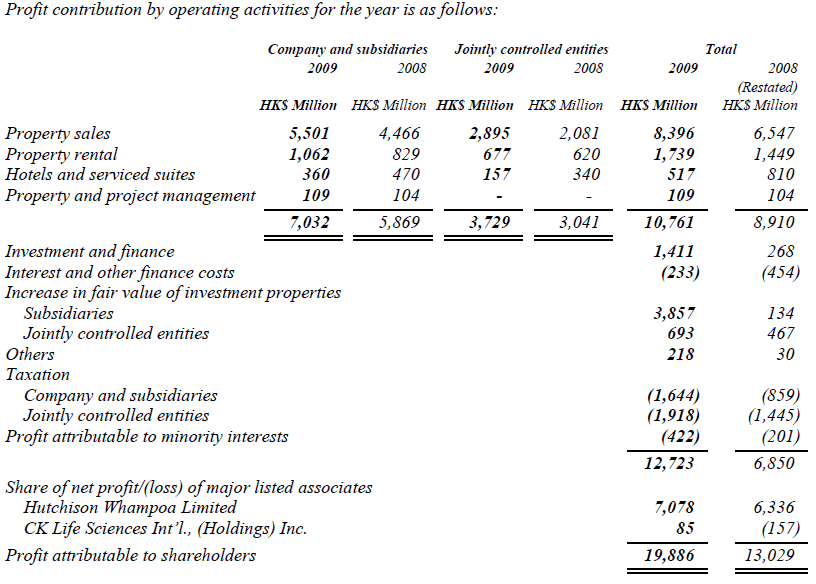 Profit contribution by operating activities for the year is as follows:
Company and subsidiaries Jointly controlled entities Total
2009 2008 2009 2008 2009 2008
(Restated)
HK$ Million HK$ Million HK$ Million HK$ Million HK$ Million HK$ Million
Property sales 5,501 4,466 2,895 2,081 8,396 6,547
Property rental 1,062 829 677 620 1,739 1,449
Hotels and serviced suites 360 470 157 340 517 810
Property and project management 109 104 - - 109 104
7,032 5,869 3,729 3,041 10,761 8,910
Investment and finance 1,411 268
Interest and other finance costs (233) (454)
Increase in fair value of investment properties
Subsidiaries 3,857 134
Jointly controlled entities 693 467
Others 218 30
Taxation
Company and subsidiaries (1,644) (859)
Jointly controlled entities (1,918) (1,445)
Profit attributable to minority interests (422) (201)
12,723 6,850
Share of net profit/(loss) of major listed associates
Hutchison Whampoa Limited 7,078 6,336
CK Life Sciences Int'l., (Holdings) Inc. 85 (157)
Profit attributable to shareholders 19,886 13,029